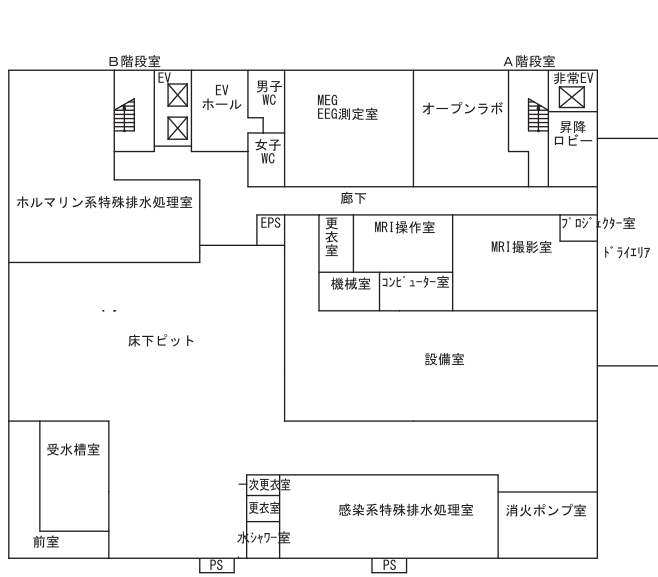 B階段室
A階段室
EV
EV
ホール
男子
WC
女子
WC
MEG
EEG測定室
オープンラボ
非常EV
昇降
ロビー
ホルマリン系特殊排水処理室
廊下
EPS
更
衣
室
MRI操作室
MRI撮影室
プロジェクター室
ドライエリア
機械室
コンピューター室
床下ピット
設備室
受水槽室
前室
一次更衣室
更衣室
水シャワー室
感染系特殊排水処理室
消火ポンプ室
PS
PS